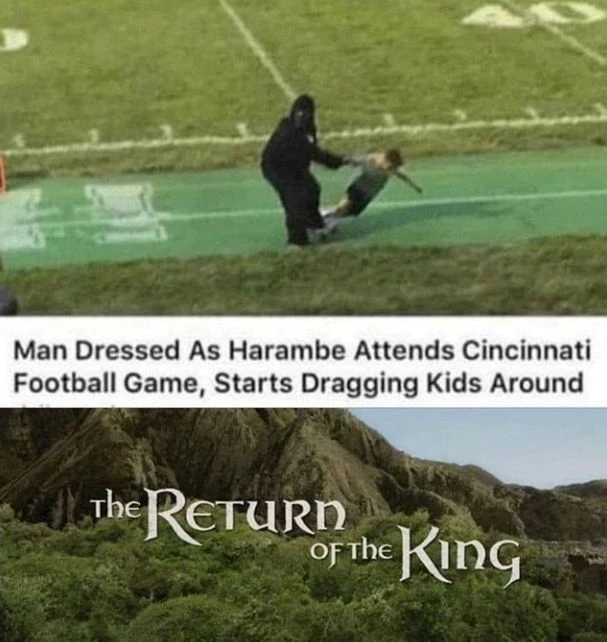 Man Dressed As Harambe Attends Cincinnati
Football Game, Starts Dragging Kids Around
The RETURN
OF THE KING